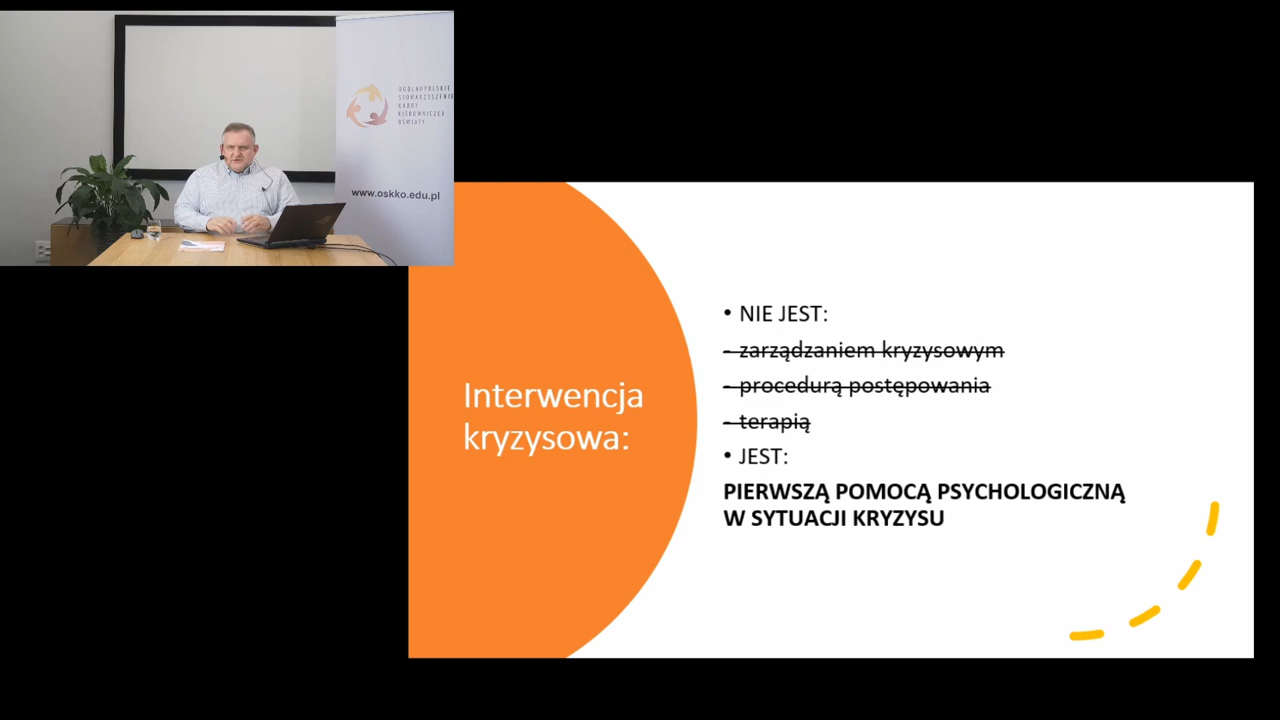 OGÓLNOPOLSKIE
STOWARZYSZENIE
KADRY
KIEROWNICZEJ
OŚWIATY
www.oskko.edu.pl
Interwencja
kryzysowa:
• NIE JEST:
- zarządzaniem kryzysowym
- procedurą postępowania
- terapią
• JEST:
PIERWSZĄ POMOCĄ PSYCHOLOGICZNĄ
W SYTUACJI KRYZYSU